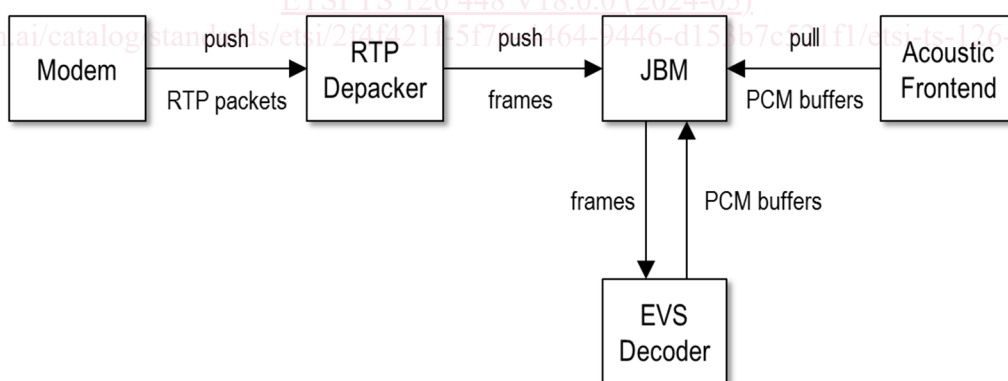 ETSI TS 126 448 V18.0.0 (2024-05)
push
push
pull
Modem
RTP
Depacker
JBM
Acoustic
Frontend
RTP packets
frames
PCM buffers
frames
PCM buffers
EVS
Decoder